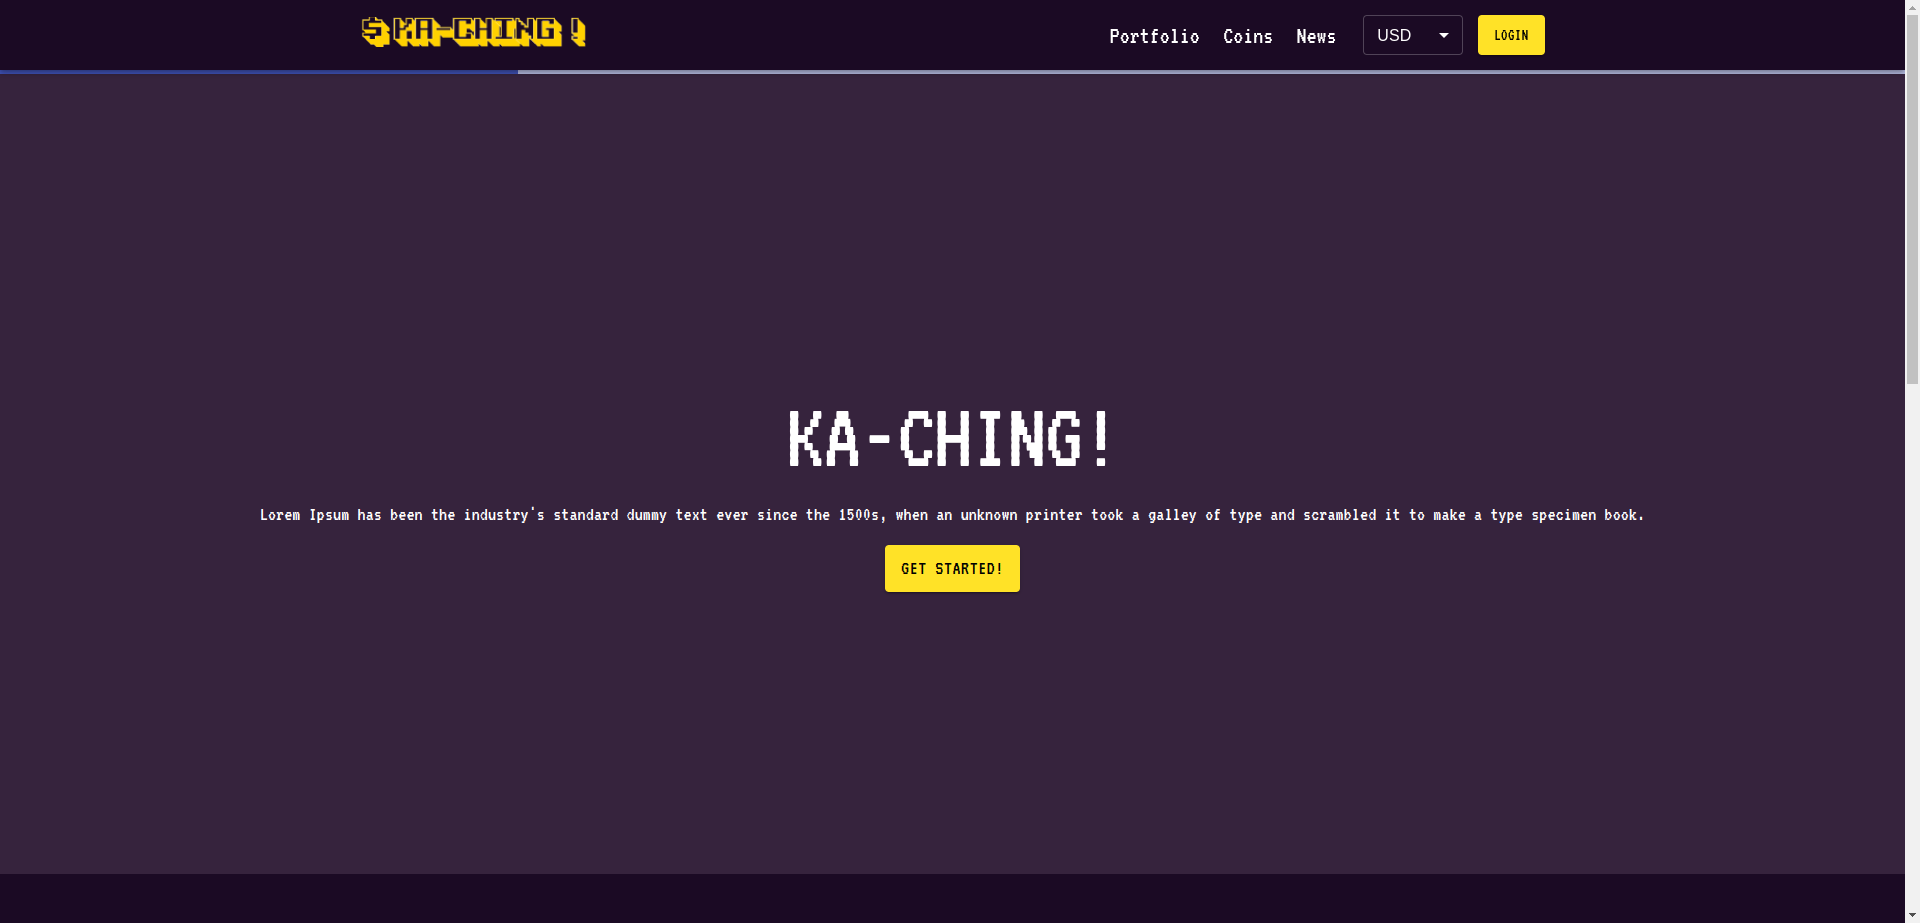 $ KA-CHING !
Portfolio Coins News USD LOGIN
KA-CHING!
Lorem Ipsum has been the industry's standard dummy text ever since the 1500s, when an unknown printer took a galley of type and scrambled it to make a type specimen book.
GET STARTED!